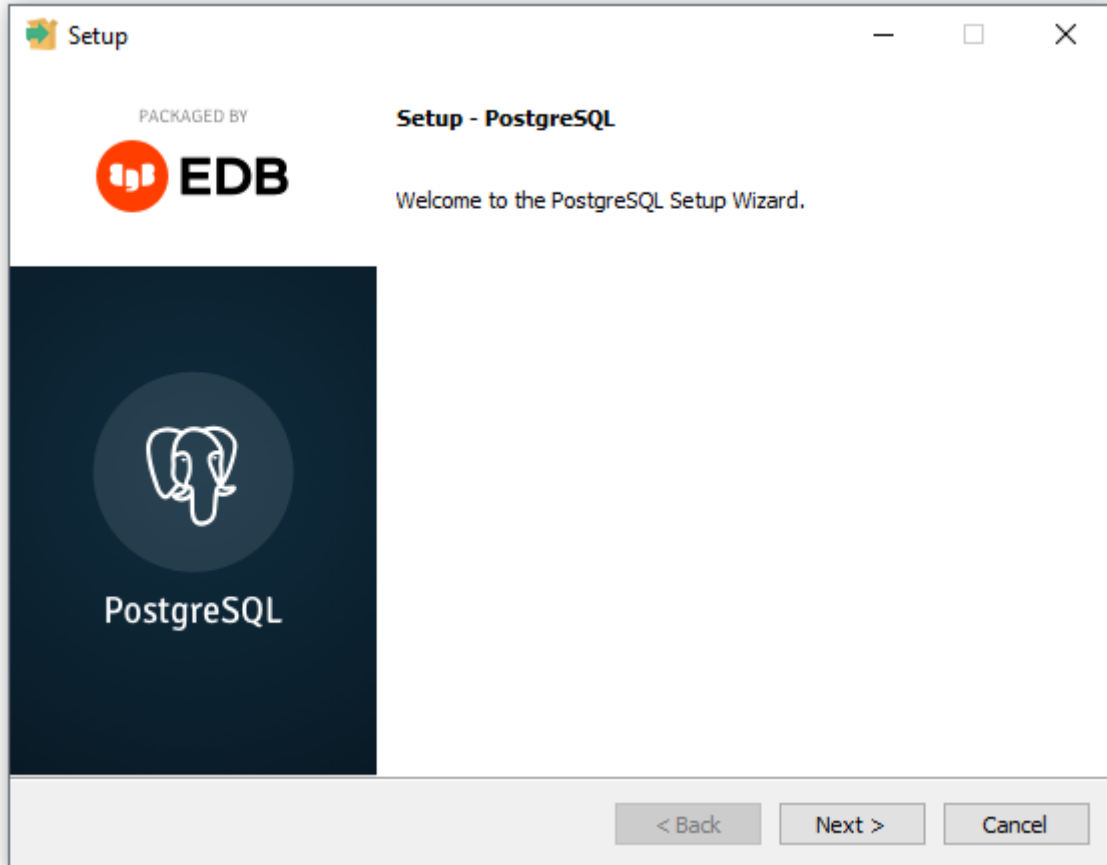 Setup
PACKAGED BY
EDB
Setup - PostgreSQL
Welcome to the PostgreSQL Setup Wizard.
PostgreSQL
< Back
Next >
Cancel